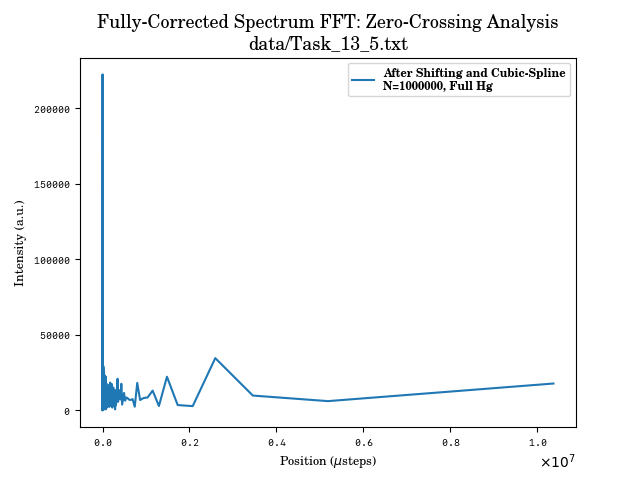 Fully-Corrected Spectrum FFT: Zero-Crossing Analysis
data/Task_13_5.txt
After Shifting and Cubic-Spline
N=1000000, Full Hg
200000
150000
100000
50000
0
Intensity (a.u.)
0.0 0.2 0.4 0.6 0.8 1.0
×10⁷
Position (μsteps)